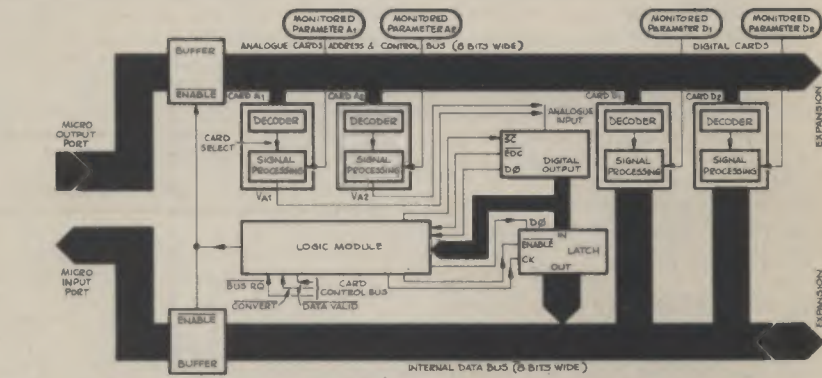 MONITORED
PARAMETER A1
MONITORED
PARAMETER A2
MONITORED
PARAMETER D1
MONITORED
PARAMETER D2
BUFFER
ENABLE
ANALOGUE CARDS ADDRESS & CONTROL BUS (8 BITS WIDE)
DIGITAL CARDS
EXPANSION
MICRO
OUTPUT
PORT
CARD A1
DECODER
SIGNAL
PROCESSING
VA1
CARD
SELECT
CARD A2
DECODER
SIGNAL
PROCESSING
VA2
ANALOGUE
INPUT
SC
EOC
DØ
DIGITAL
OUTPUT
CARD D1
DECODER
SIGNAL
PROCESSING
CARD D2
DECODER
SIGNAL
PROCESSING
LOGIC MODULE
DØ
IN
ENABLE
LATCH
CK
OUT
BUS RQ
CONVERT
DATA VALID
CARD
CONTROL BUS
MICRO
INPUT
PORT
ENABLE
BUFFER
INTERNAL DATA BUS (8 BITS WIDE)
EXPANSION